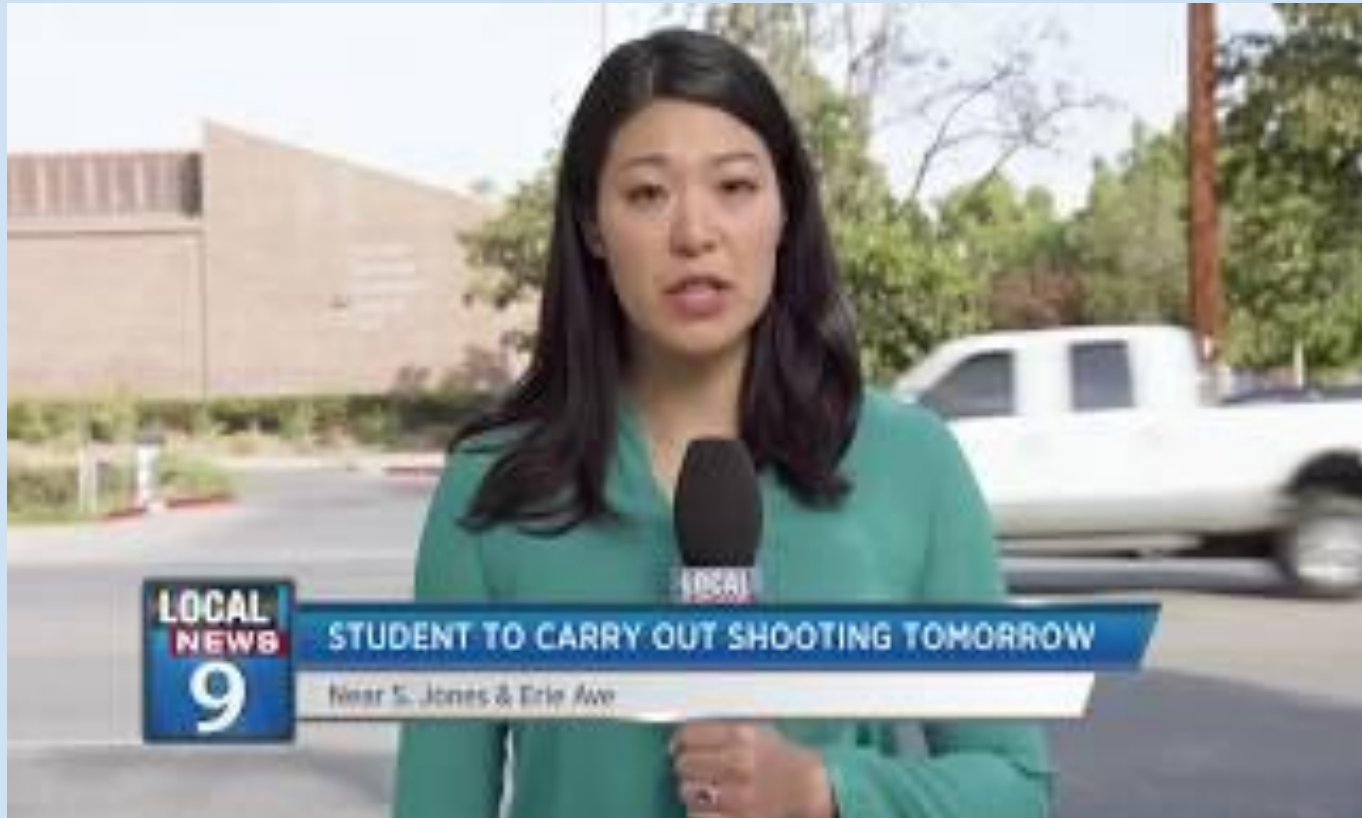 LOCAL
LOCAL
NEWS
9
STUDENT TO CARRY OUT SHOOTING TOMORROW
Near S. Jones & Erie Ave